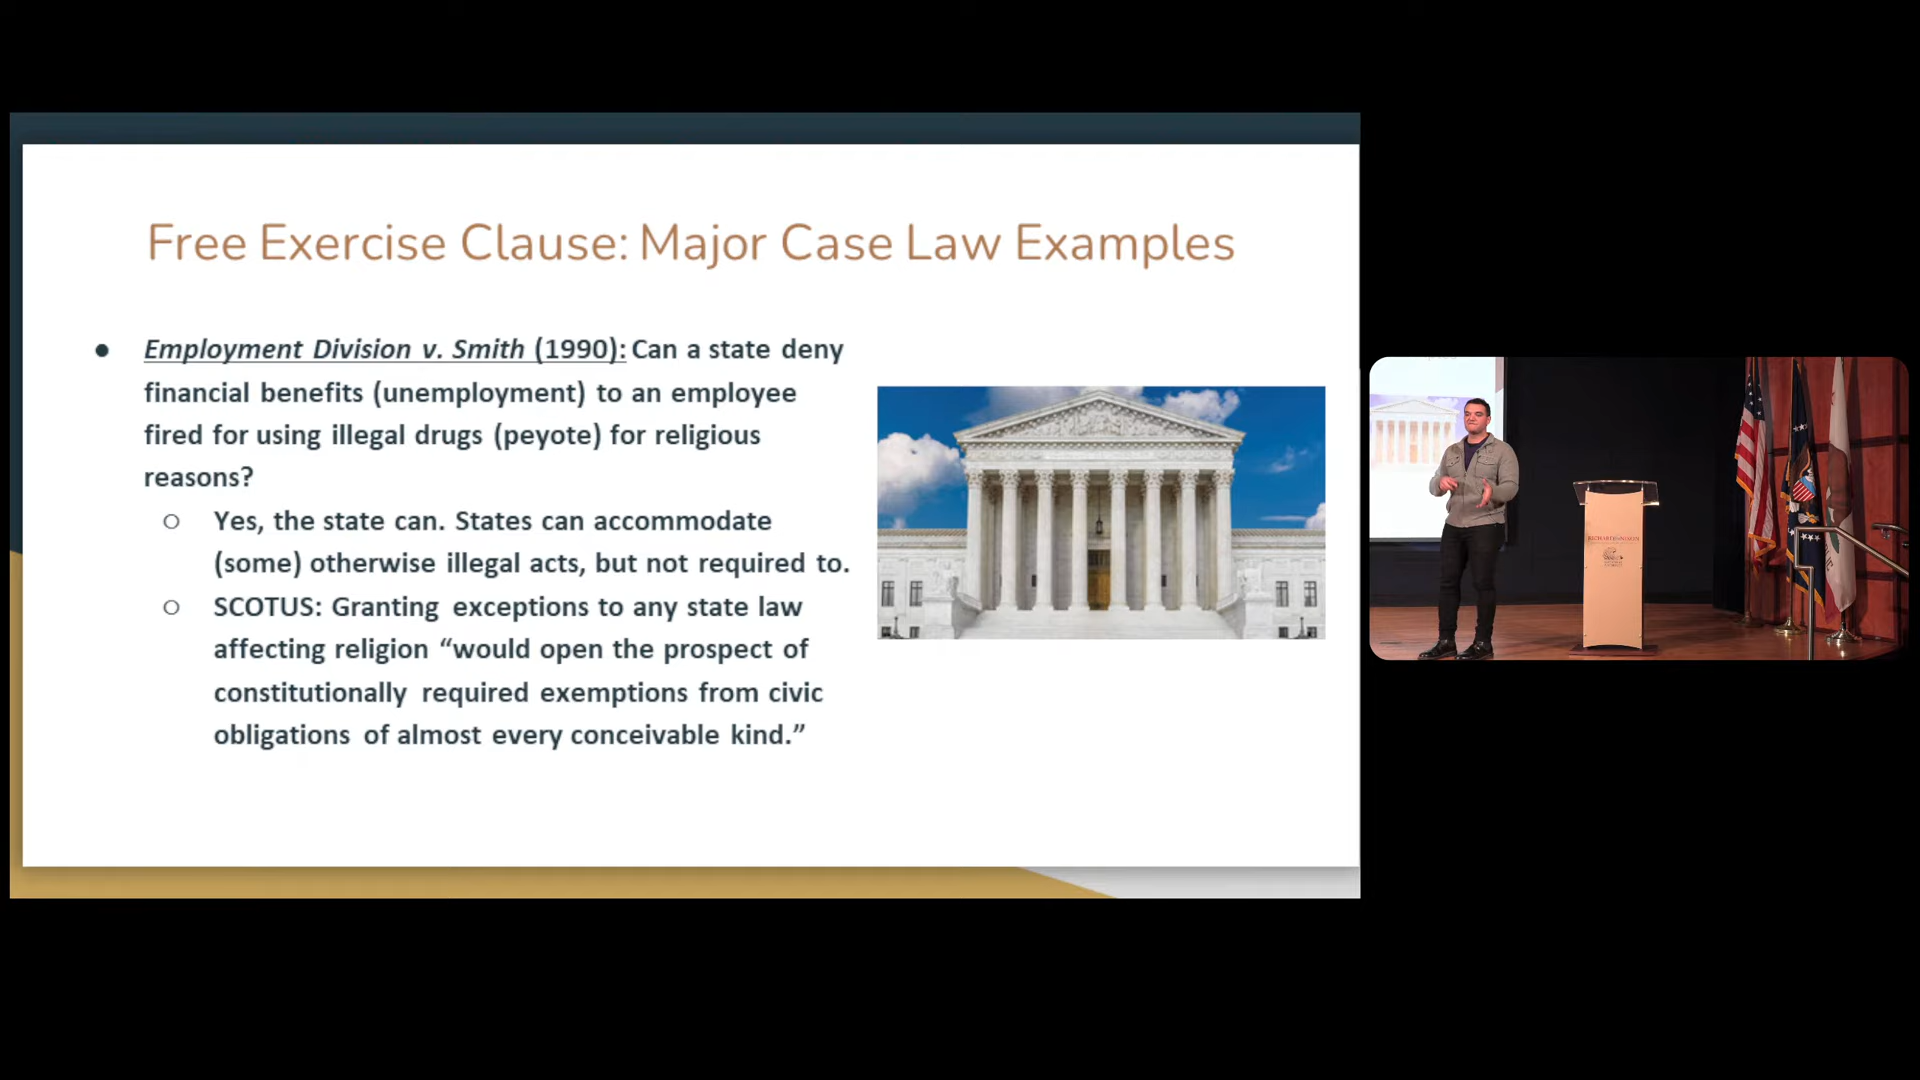 Free Exercise Clause: Major Case Law Examples
● Employment Division v. Smith (1990): Can a state deny
financial benefits (unemployment) to an employee
fired for using illegal drugs (peyote) for religious
reasons?
○ Yes, the state can. States can accommodate
(some) otherwise illegal acts, but not required to.
○ SCOTUS: Granting exceptions to any state law
affecting religion “would open the prospect of
constitutionally required exemptions from civic
obligations of almost every conceivable kind.”
RICHARD NIXON